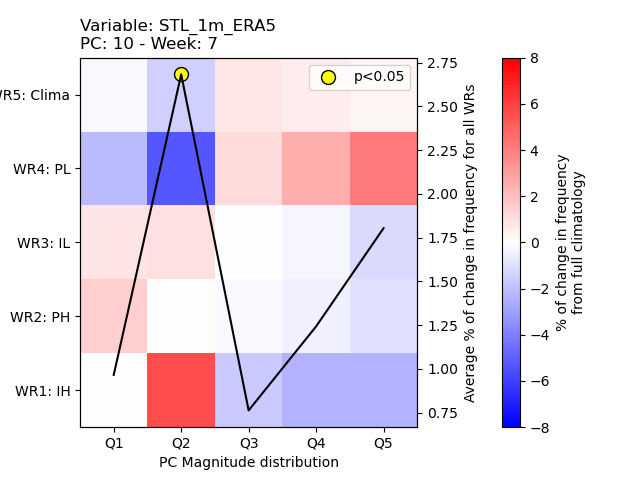 Variable: STL_1m_ERA5
PC: 10 - Week: 7
p<0.05
WR5: Clima
WR4: PL
WR3: IL
WR2: PH
WR1: IH
Q1 Q2 Q3 Q4 Q5
PC Magnitude distribution
2.75
2.50
2.25
2.00
1.75
1.50
1.25
1.00
0.75
Average % of change in frequency for all WRs
8
6
4
2
0
−2
−4
−6
−8
% of change in frequency
from full climatology